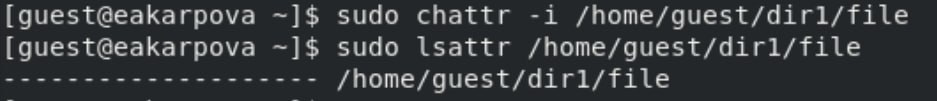 [guest@eakarpova ~]$ sudo chattr -i /home/guest/dir1/file
[guest@eakarpova ~]$ sudo lsattr /home/guest/dir1/file
-------------------- /home/guest/dir1/file